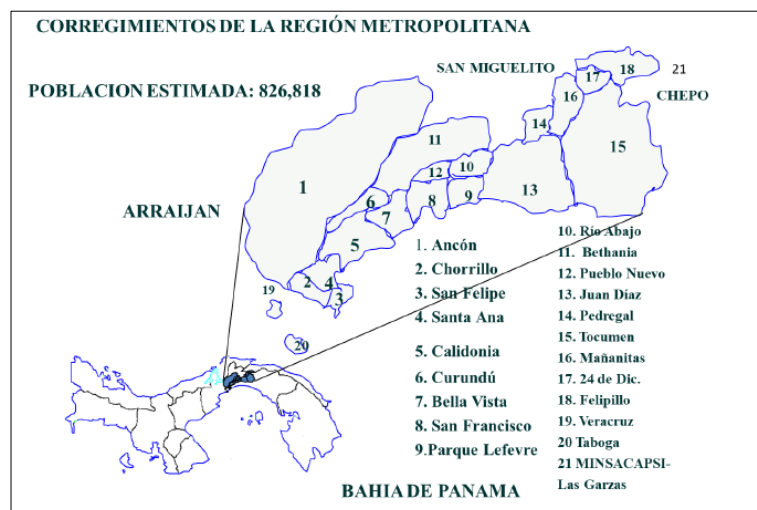 CORREGIMIENTOS DE LA REGIÓN METROPOLITANA
SAN MIGUELITO
18
21
17
POBLACION ESTIMADA: 826,818
16
CHEPO
14
11
15
10
12
1
13
6
8
9
7
ARRAIJAN
5
2
4
3
19
20
1. Ancón
2. Chorrillo
3. San Felipe
4. Santa Ana
5. Calidonia
6. Curundú
7. Bella Vista
8. San Francisco
9.Parque Lefevre
10. Río Abajo
11. Bethania
12. Pueblo Nuevo
13. Juan Díaz
14. Pedregal
15. Tocumen
16. Mañanitas
17. 24 de Dic.
18. Felipillo
19. Veracruz
20 Taboga
21 MINSACAPSI-
Las Garzas
BAHIA DE PANAMA